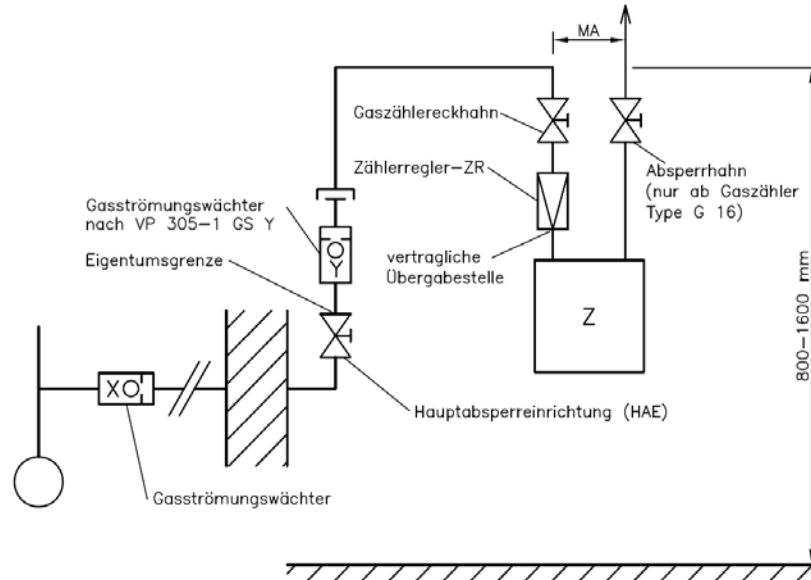 MA
Gaszählereckhahn
Zählerregler-ZR
Absperrhahn
(nur ab Gaszähler
Type G 16)
Gasströmungswächter
nach VP 305-1 GS Y
Eigentumsgrenze
vertragliche
Übergabestelle
Y
Z
800-1600 mm
X
Hauptabsperreinrichtung (HAE)
Gasströmungswächter